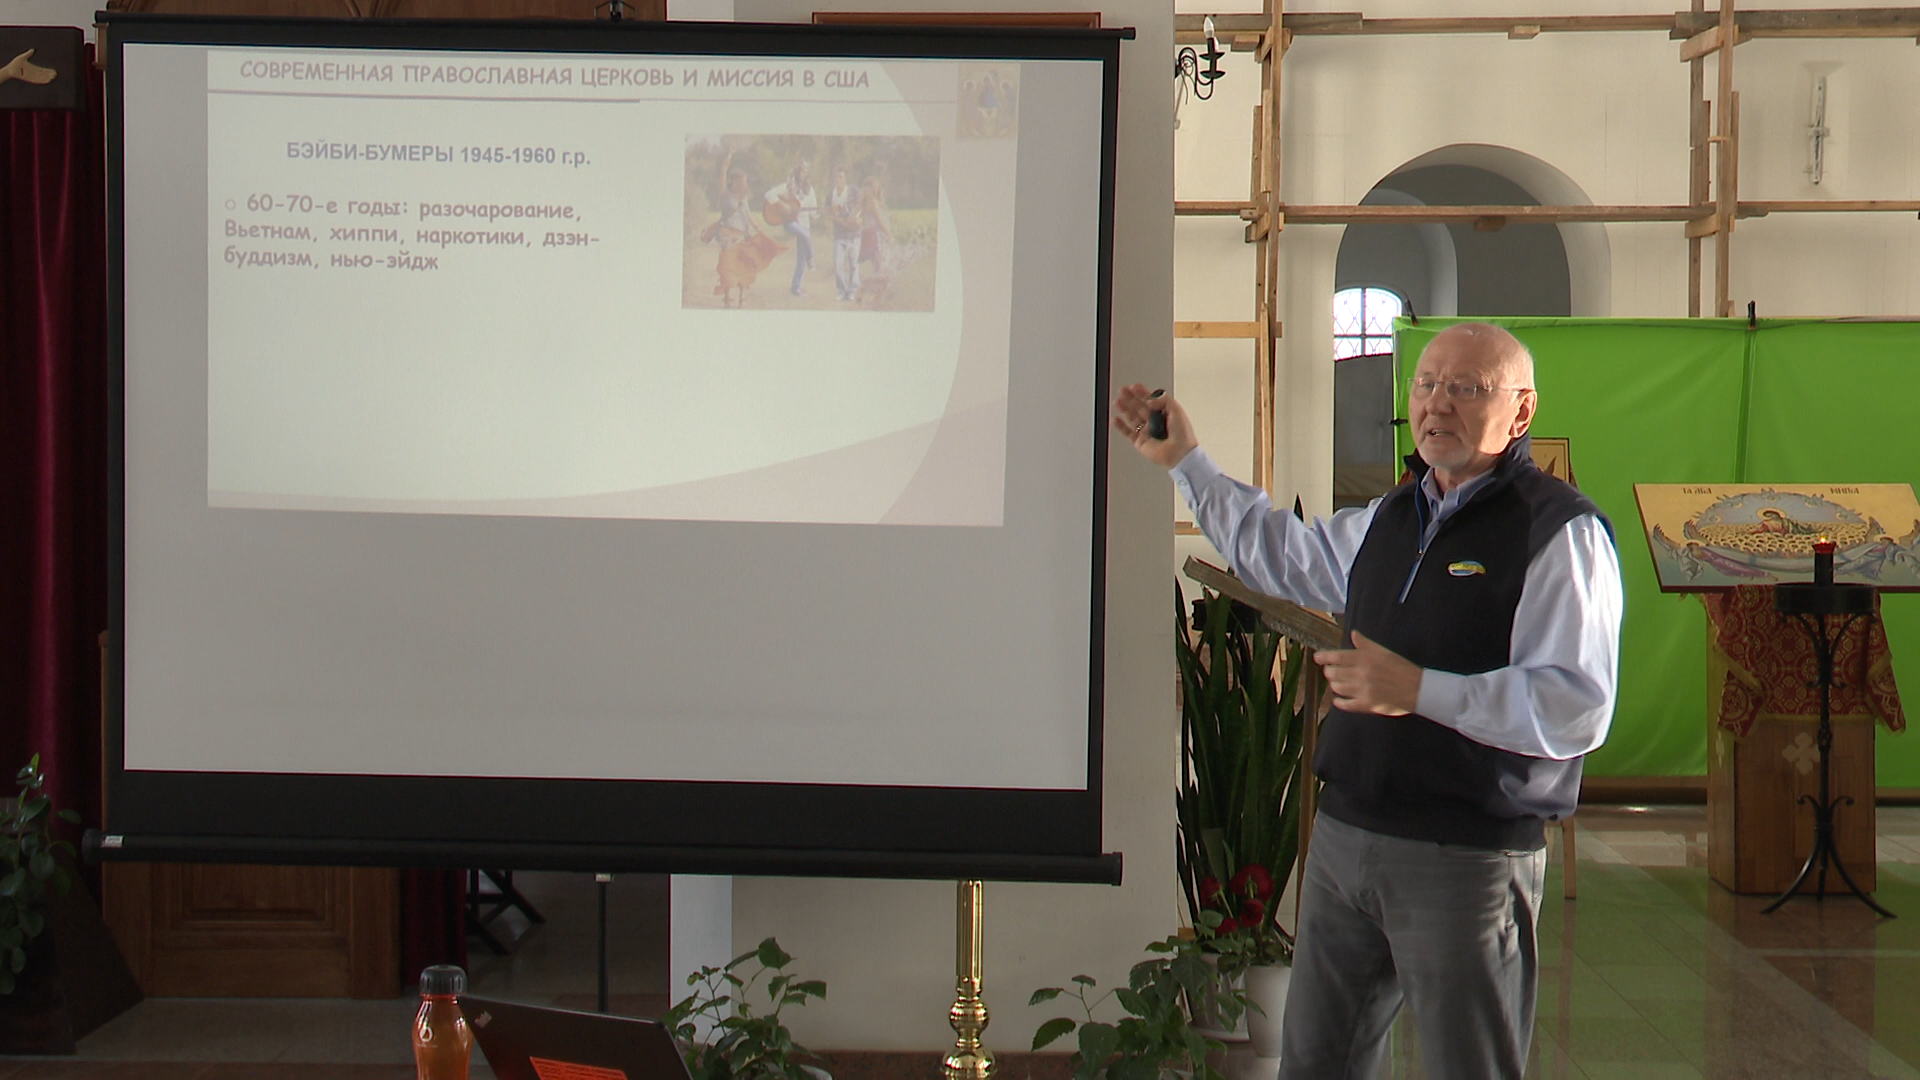 СОВРЕМЕННАЯ ПРАВОСЛАВНАЯ ЦЕРКОВЬ И МИССИЯ В США
БЭЙБИ-БУМЕРЫ 1945-1960 г.р.
60-70-е годы: разочарование,
Вьетнам, хиппи, наркотики, дзэн-
буддизм, нью-эйдж